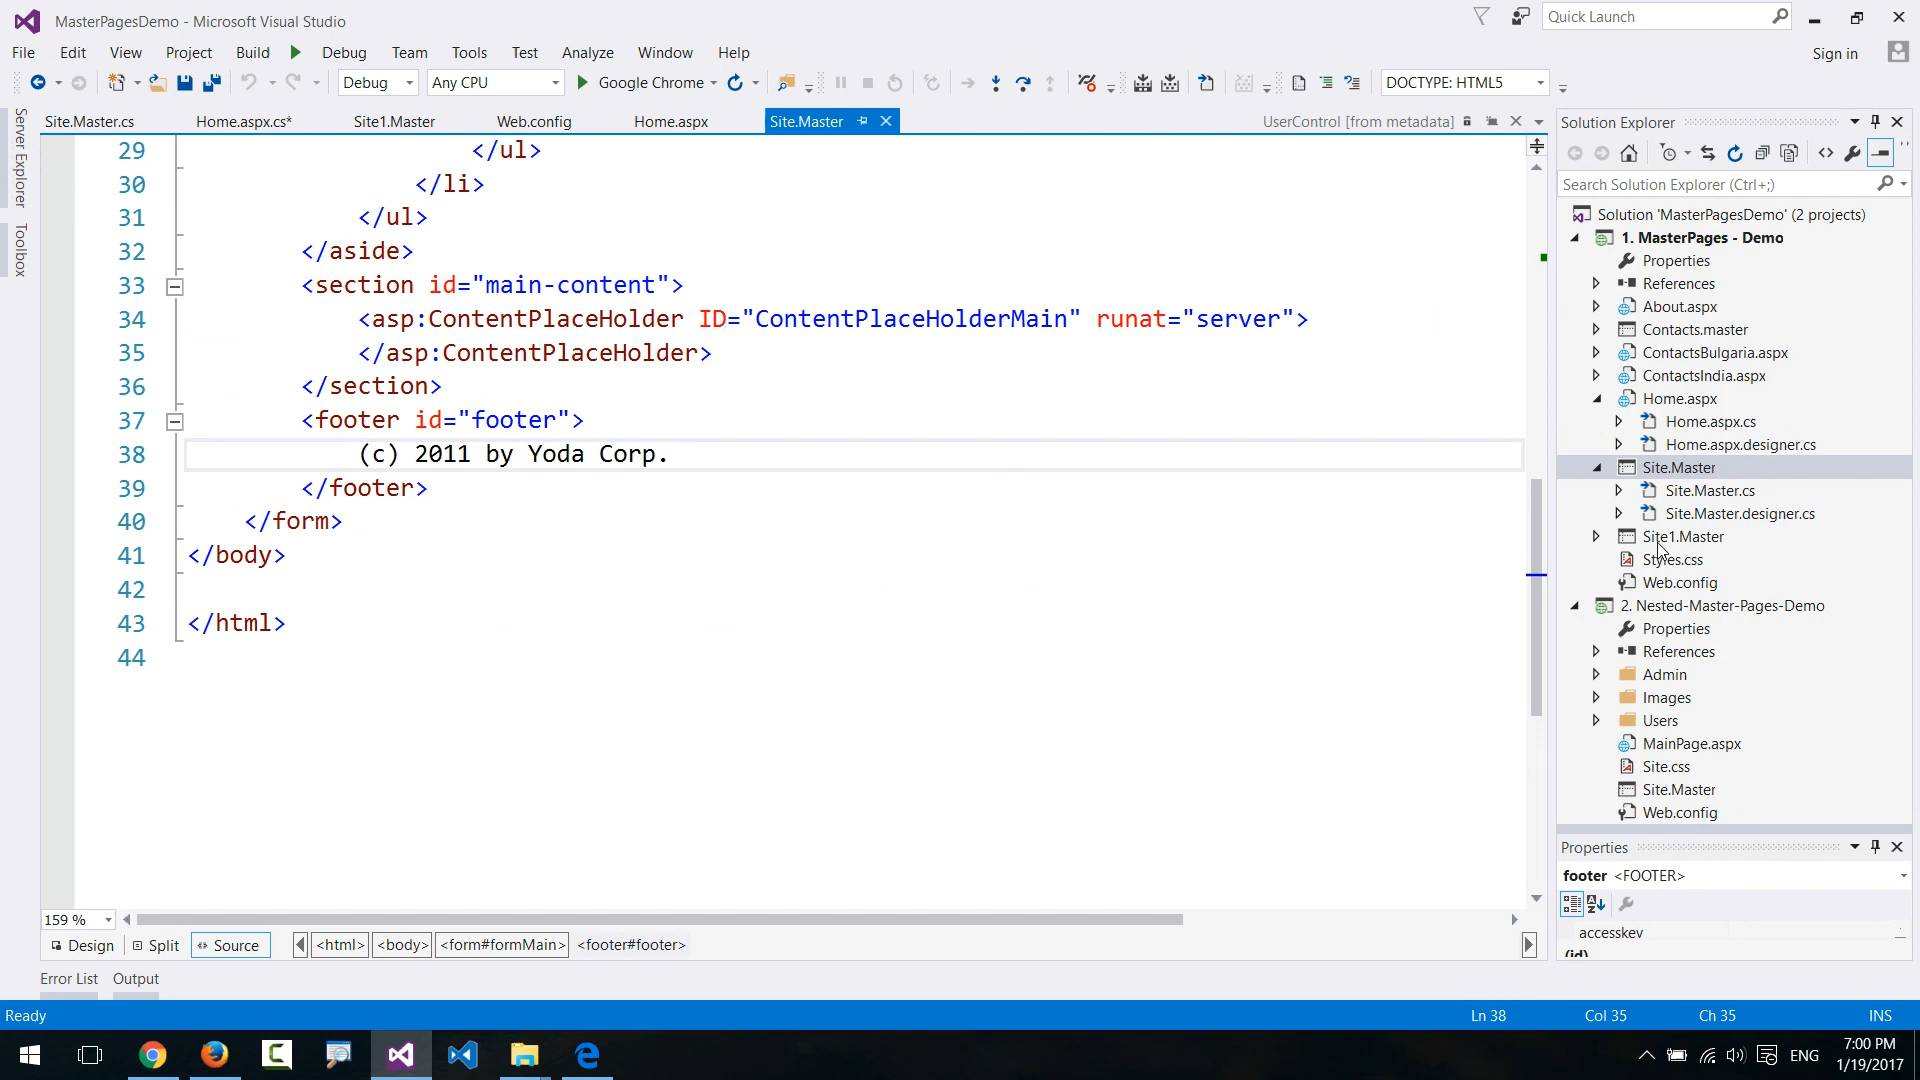 MasterPagesDemo - Microsoft Visual Studio
Quick Launch
File Edit View Project Build Debug Team Tools Test Analyze Window Help
Sign in
Debug Any CPU Google Chrome DOCTYPE: HTML5
Server Explorer
Toolbox
Site.Master.cs Home.aspx.cs* Site1.Master Web.config Home.aspx Site.Master UserControl [from metadata]
29 </ul>
30 </li>
31 </ul>
32 </aside>
33 <section id="main-content">
34 <asp:ContentPlaceHolder ID="ContentPlaceHolderMain" runat="server">
35 </asp:ContentPlaceHolder>
36 </section>
37 <footer id="footer">
38 (c) 2011 by Yoda Corp.
39 </footer>
40 </form>
41 </body>
42
43 </html>
44
159 %
Design Split Source <html> <body> <form#formMain> <footer#footer>
Error List Output
Solution Explorer
Search Solution Explorer (Ctrl+;)
Solution 'MasterPagesDemo' (2 projects)
1. MasterPages - Demo
Properties
References
About.aspx
Contacts.master
ContactsBulgaria.aspx
ContactsIndia.aspx
Home.aspx
Home.aspx.cs
Home.aspx.designer.cs
Site.Master
Site.Master.cs
Site.Master.designer.cs
Site1.Master
Styles.css
Web.config
2. Nested-Master-Pages-Demo
Properties
References
Admin
Images
Users
MainPage.aspx
Site.css
Site.Master
Web.config
Properties
footer <FOOTER>
accesskey
(id)
Ready Ln 38 Col 35 Ch 35 INS
ENG
7:00 PM
1/19/2017